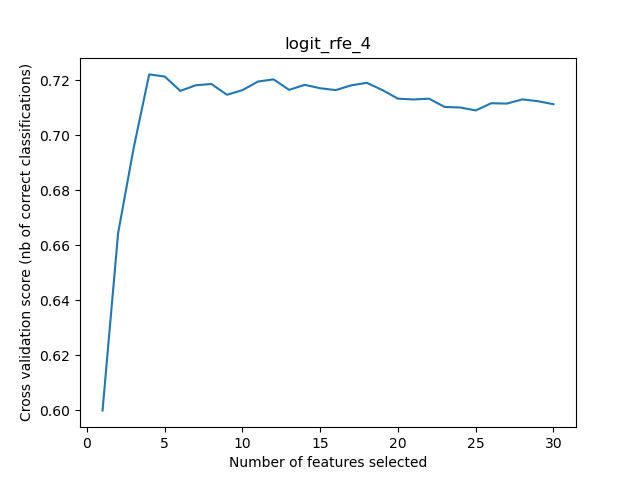 logit_rfe_4
Cross validation score (nb of correct classifications)
0.72
0.70
0.68
0.66
0.64
0.62
0.60
0 5 10 15 20 25 30
Number of features selected